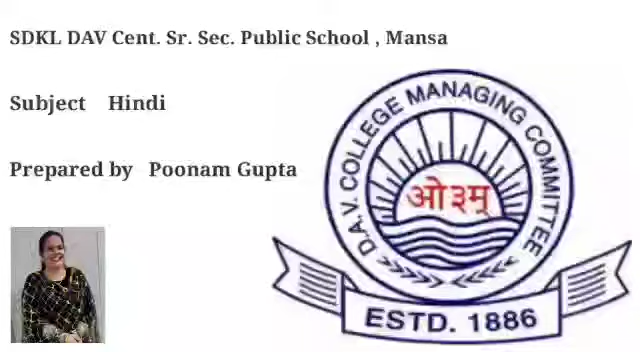 SDKL DAV Cent. Sr. Sec. Public School , Mansa
Subject Hindi
Prepared by Poonam Gupta
D.A.V. COLLEGE MANAGING COMMITTEE
ओ३म्
ESTD. 1886